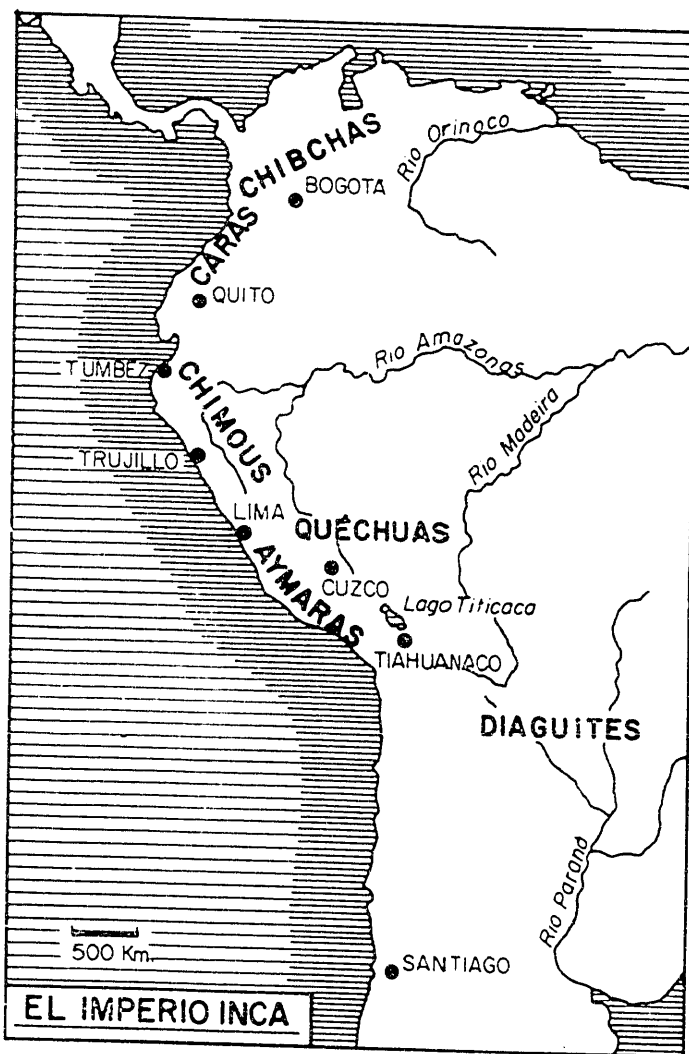 Rio Orinoco
CHIBCHAS
BOGOTA
CARAS
QUITO
Rio Amazonas
TUMBEZ
CHIMOUS
Rio Madeira
TRUJILLO
LIMA
QUÊCHUAS
AYMARAS
CUZCO
Lago Titicaca
TIAHUANACO
DIAGUITES
Rio Paraná
500 Km.
SANTIAGO
EL IMPERIO INCA